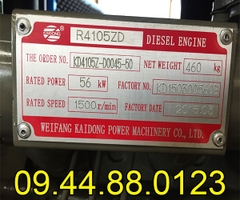 R4105ZD DIESEL ENGINE
THE ORDER NO. KD4105Z-D0045-50 NET WEIGHT 460 kg
RATED POWER 56 kW FACTORY NO.
RATED SPEED 1500 r/min FACTORY DATE
WEIFANG KAIDONG POWER MACHINERY CO., LTD.
09.44.88.0123